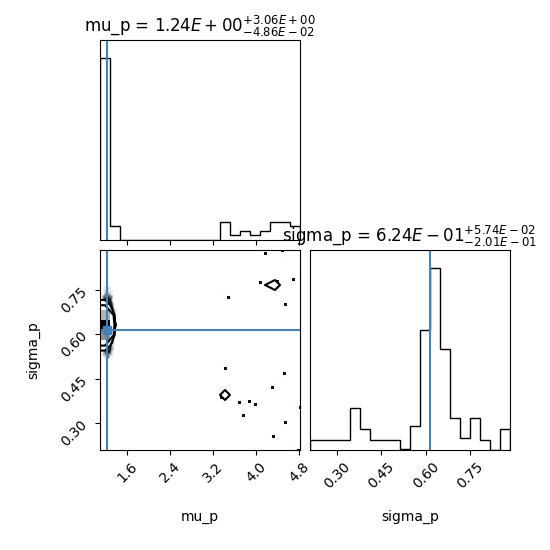 mu_p = 1.24E+00+3.06E+00 −4.86E−02
sigma_p = 6.24E−01+5.74E−02 −2.01E−01
0.75
0.60
0.45
0.30
sigma_p
1.6 2.4 3.2 4.0 4.8
0.30 0.45 0.60 0.75
mu_p
sigma_p